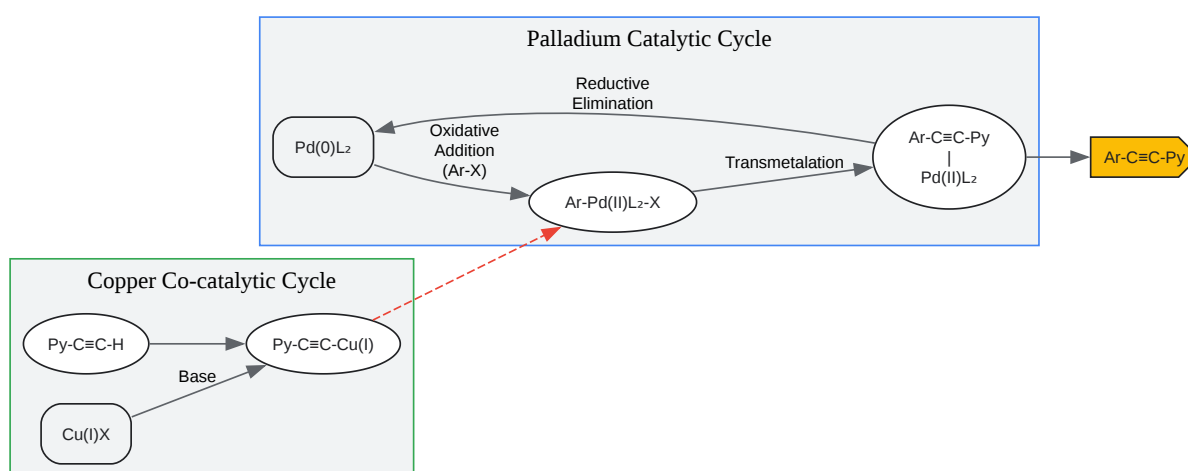 Palladium Catalytic Cycle
Reductive
Elimination
Pd(0)L₂
Oxidative
Addition
(Ar-X)
Ar-Pd(II)L₂-X
Transmetalation
Ar-C≡C-Py
|
Pd(II)L₂
Ar-C≡C-Py
Copper Co-catalytic Cycle
Py-C≡C-H
Py-C≡C-Cu(I)
Base
Cu(I)X